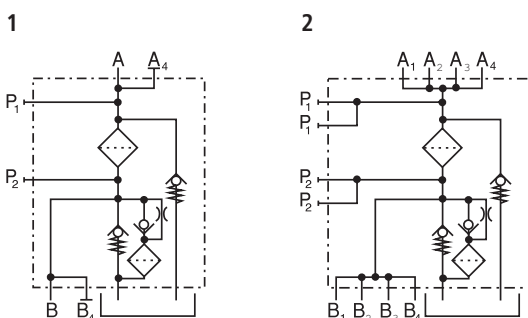 1
2
A A₄
A₁ A₂ A₃ A₄
P₁
P₁
P₁
P₂
P₂
P₂
B B₄
B₁ B₂ B₃ B₄